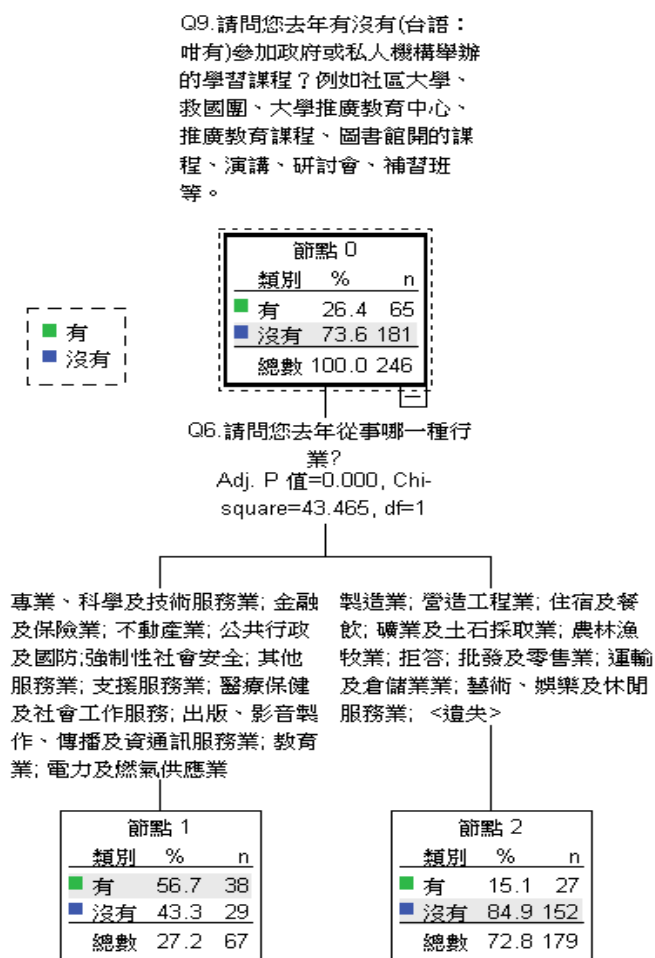 Q9.請問您去年有沒有(台語：
咁有)參加政府或私人機構舉辦
的學習課程？例如社區大學、
救國團、大學推廣教育中心、
推廣教育課程、圖書館開的課
程、演講、研討會、補習班
等。
節點 0
類別 % n
有 26.4 65
沒有 73.6 181
總數 100.0 246
有
沒有
Q6.請問您去年從事哪一種行
業?
Adj. P 值=0.000, Chi-
square=43.465, df=1
專業、科學及技術服務業; 金融
及保險業; 不動產業; 公共行政
及國防;強制性社會安全; 其他
服務業; 支援服務業; 醫療保健
及社會工作服務; 出版、影音製
作、傳播及資通訊服務業; 教育
業; 電力及燃氣供應業
製造業; 營造工程業; 住宿及餐
飲; 礦業及土石採取業; 農林漁
牧業; 拒答; 批發及零售業; 運輸
及倉儲業業; 藝術、娛樂及休閒
服務業; <遺失>
節點 1
類別 % n
有 56.7 38
沒有 43.3 29
總數 27.2 67
節點 2
類別 % n
有 15.1 27
沒有 84.9 152
總數 72.8 179